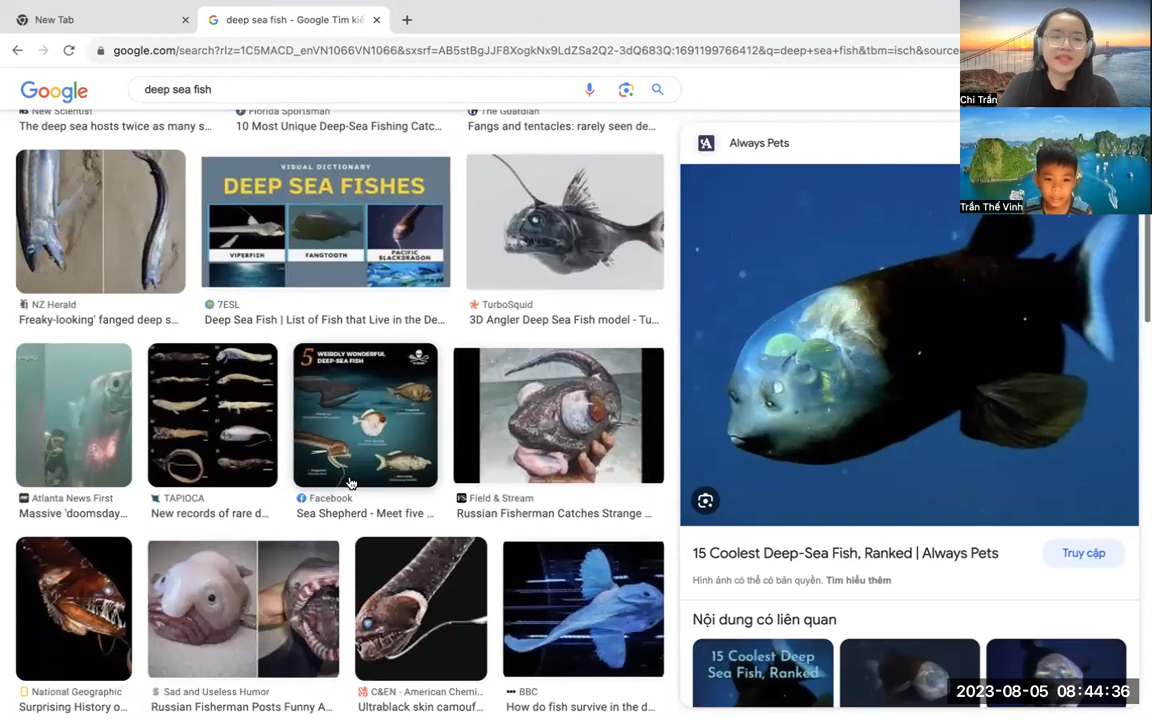 New Tab
deep sea fish - Google Tìm kiế
google.com/search?rlz=1C5MACD_enVN1066VN1066&sxsrf=AB5stBgJJF8XogkNx9LdZSa2Q2-3dQ683Q:1691199766412&q=deep+sea+fish&tbm=isch&source
Chi Trần
Google
deep sea fish
New Scientist
Florida Sportsman
The Guardian
The deep sea hosts twice as many s...
10 Most Unique Deep-Sea Fishing Catc...
Fangs and tentacles: rarely seen de...
Always Pets
Trần Thế Vinh
VISUAL DICTIONARY
DEEP SEA FISHES
VIPERFISH
FANGTOOTH
PACIFIC BLACKDRAGON
NZ Herald
7ESL
TurboSquid
Freaky-looking' fanged deep s...
Deep Sea Fish | List of Fish that Live in the De...
3D Angler Deep Sea Fish model - Tu...
5 WEIRDLY WONDERFUL
DEEP-SEA FISH
Atlanta News First
TAPIOCA
Facebook
Field & Stream
Massive 'doomsday...
New records of rare d...
Sea Shepherd - Meet five ...
Russian Fisherman Catches Strange ...
15 Coolest Deep-Sea Fish, Ranked | Always Pets
Truy cập
Hình ảnh có thể có bản quyền. Tìm hiểu thêm
Nội dung có liên quan
15 Coolest Deep
Sea Fish, Ranked
National Geographic
Sad and Useless Humor
C&EN - American Chemi...
BBC
Surprising History o...
Russian Fisherman Posts Funny A...
Ultrablack skin camouf...
How do fish survive in the d...
2023-08-05 08:44:36